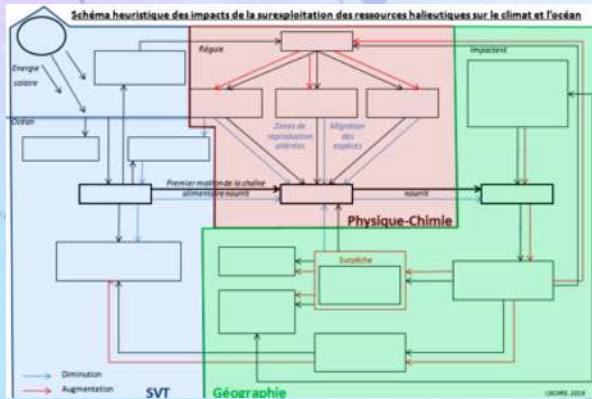 Schéma heuristique des impacts de la surexploitation des ressources halieutiques sur le climat et l'océan
Energie
solaire
Régule
Impactent
Océan
Zones de
reproduction
altérées
Migration
des
espèces
Premier maillon de la chaîne
alimentaire nourrit
nourrit
Physique-Chimie
Surpêche
Diminution
Augmentation
SVT
Géographie